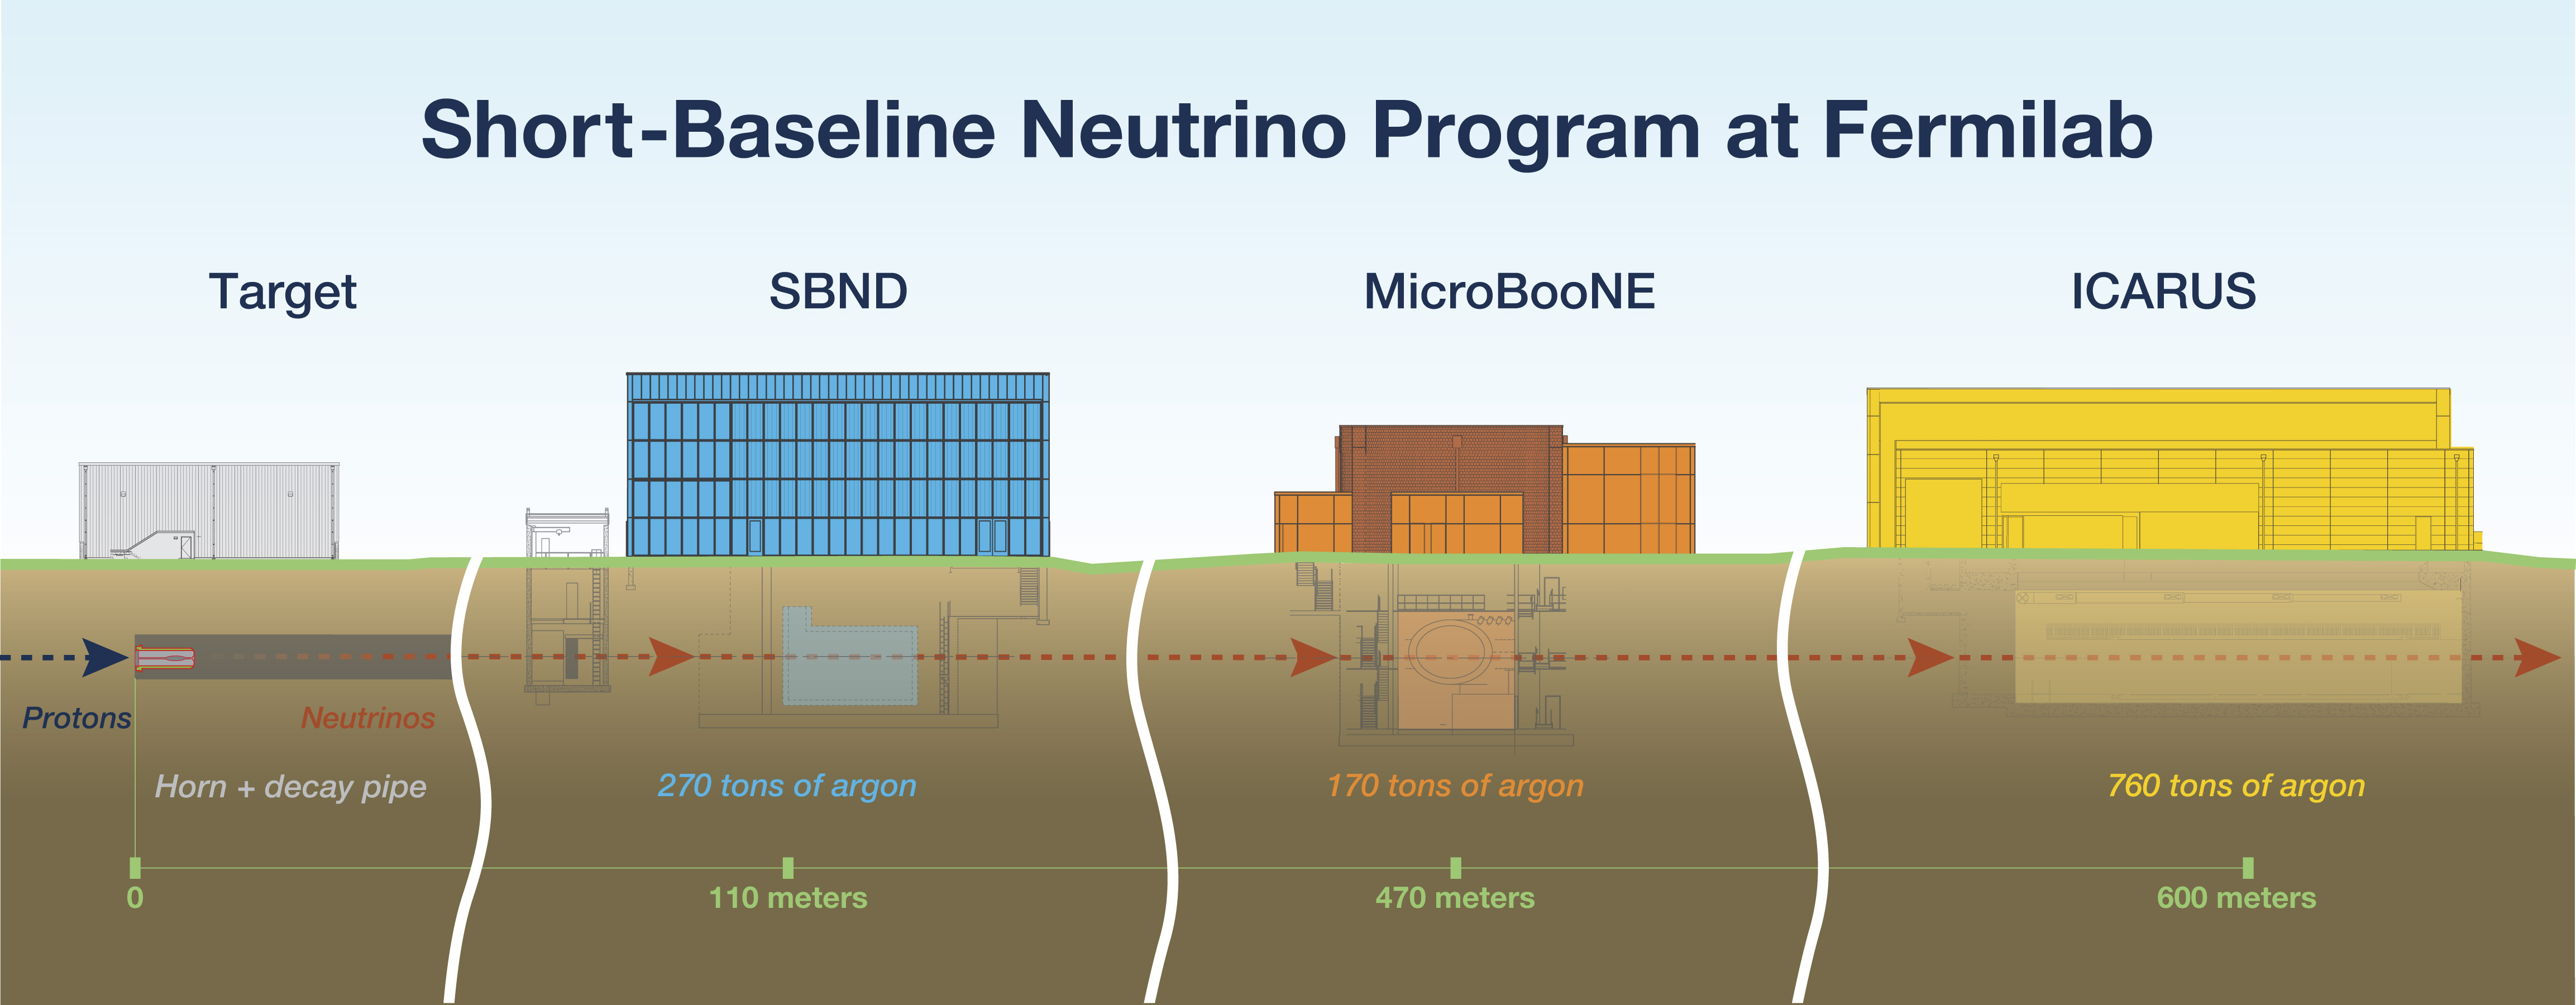 Short-Baseline Neutrino Program at Fermilab
Target
SBND
MicroBooNE
ICARUS
Protons
Neutrinos
Horn + decay pipe
270 tons of argon
170 tons of argon
760 tons of argon
0
110 meters
470 meters
600 meters